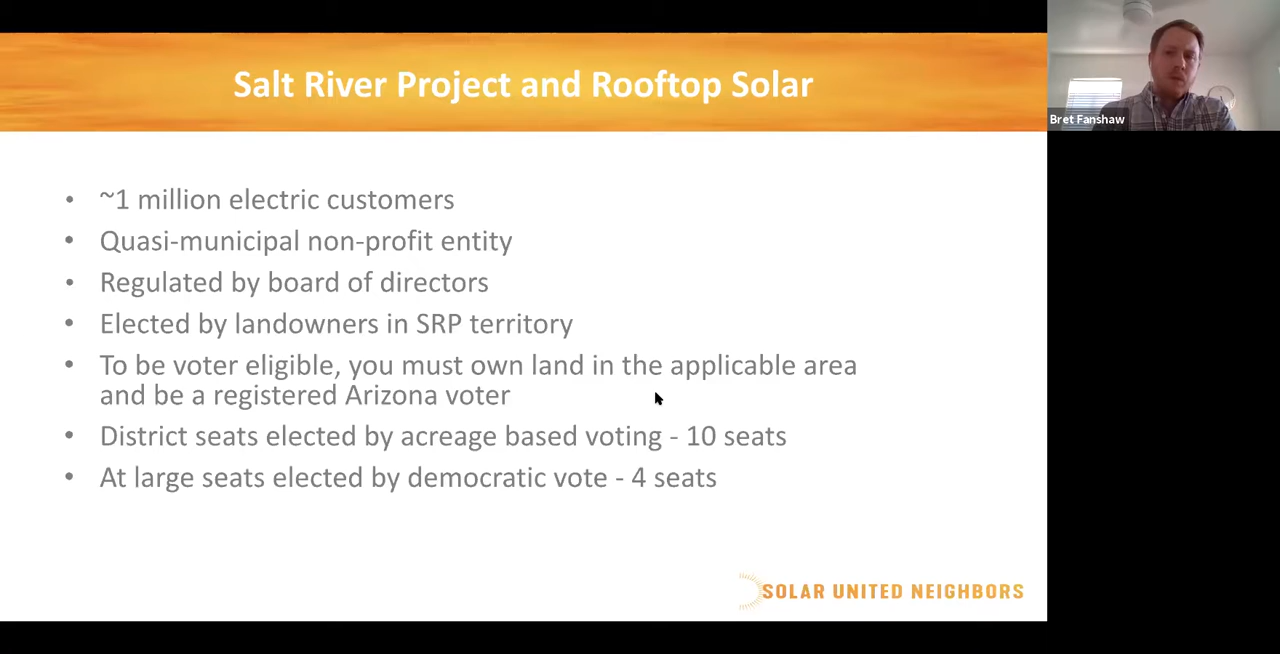 Salt River Project and Rooftop Solar
Bret Fanshaw
• ~1 million electric customers
• Quasi-municipal non-profit entity
• Regulated by board of directors
• Elected by landowners in SRP territory
• To be voter eligible, you must own land in the applicable area
and be a registered Arizona voter
• District seats elected by acreage based voting - 10 seats
• At large seats elected by democratic vote - 4 seats
SOLAR UNITED NEIGHBORS